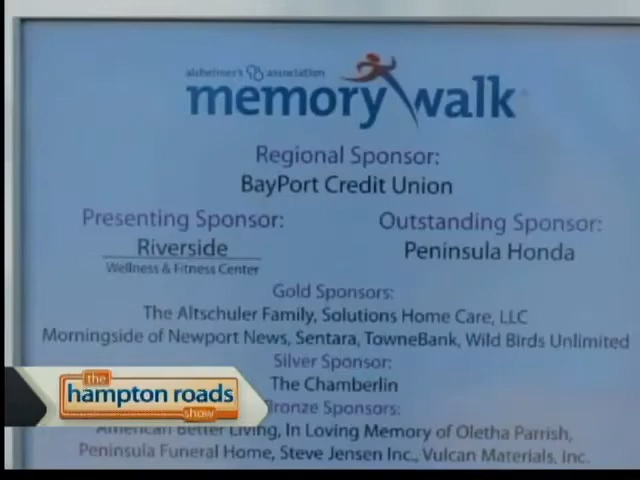 alzheimer's association
memory walk
Regional Sponsor:
BayPort Credit Union
Presenting Sponsor:
Riverside
Wellness & Fitness Center
Outstanding Sponsor:
Peninsula Honda
Gold Sponsors:
The Altschuler Family, Solutions Home Care, LLC
Morningside of Newport News, Sentara, TowneBank, Wild Birds Unlimited
Silver Sponsor:
The Chamberlin
Bronze Sponsors:
American Better Living, In Loving Memory of Oletha Parrish,
Peninsula Funeral Home, Steve Jensen Inc., Vulcan Materials, Inc.
the
hampton roads
show